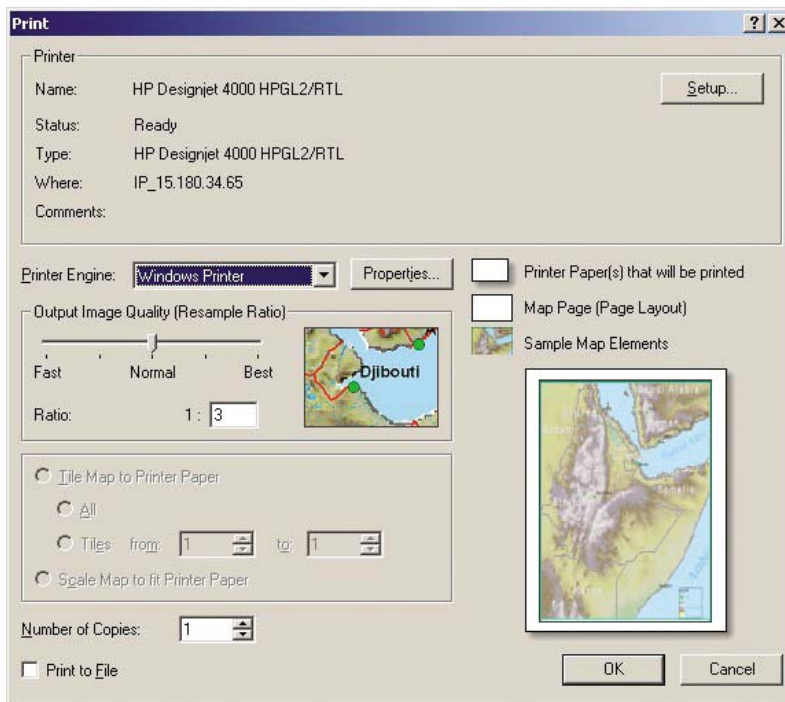 Print
Printer
Name: HP Designjet 4000 HPGL2/RTL
Setup...
Status: Ready
Type: HP Designjet 4000 HPGL2/RTL
Where: IP_15.180.34.65
Comments:
Printer Engine: Windows Printer
Properties...
Printer Paper(s) that will be printed
Map Page (Page Layout)
Sample Map Elements
Output Image Quality (Resample Ratio)
Fast Normal Best
Ratio: 1 : 3
Djibouti
Tile Map to Printer Paper
All
Tiles from: 1 to: 1
Scale Map to fit Printer Paper
Number of Copies: 1
Print to File
Somalia
OK
Cancel